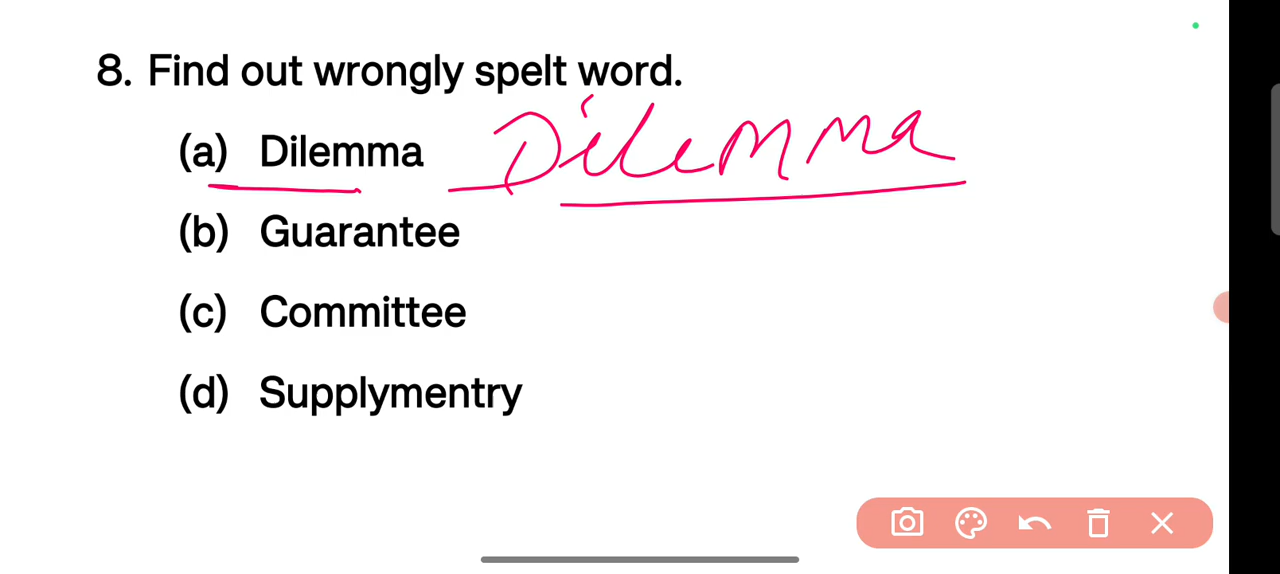 8. Find out wrongly spelt word.
(a) Dilemma Dilemma
(b) Guarantee
(c) Committee
(d) Supplymentry